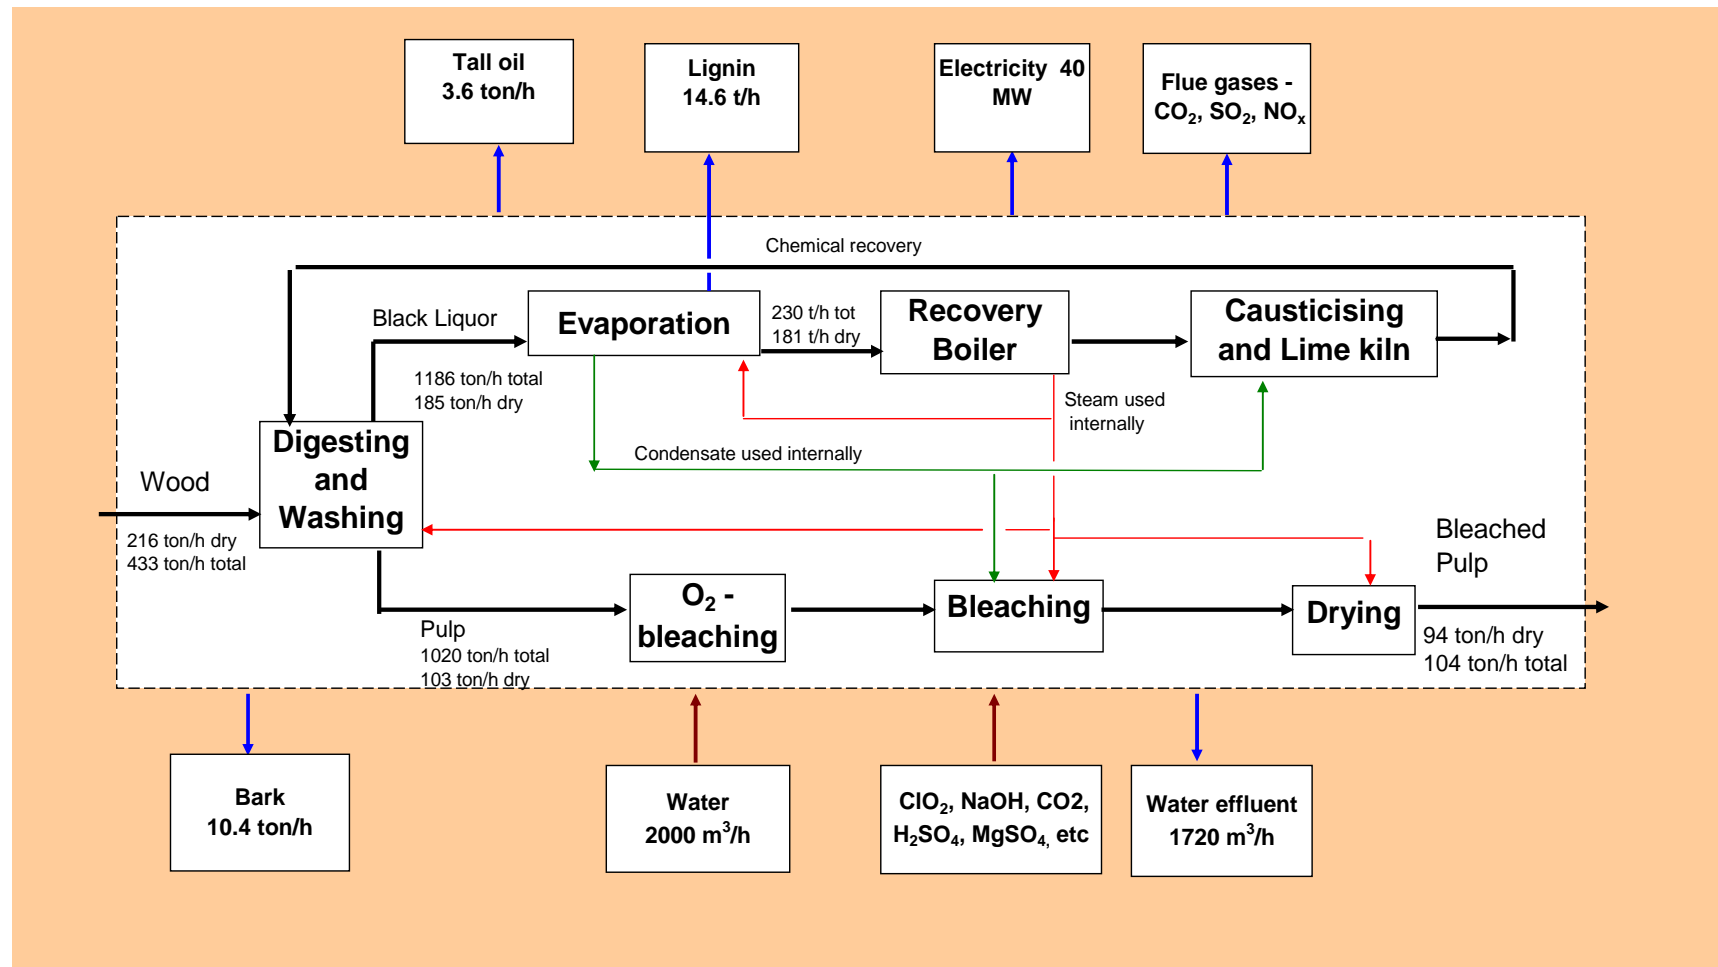 Tall oil
3.6 ton/h
Lignin
14.6 t/h
Electricity 40
MW
Flue gases -
CO₂, SO₂, NOₓ
Chemical recovery
Black Liquor
1186 ton/h total
185 ton/h dry
Evaporation
230 t/h tot
181 t/h dry
Recovery
Boiler
Causticising
and Lime kiln
Steam used
internally
Condensate used internally
Digesting
and
Washing
Wood
216 ton/h dry
433 ton/h total
Pulp
1020 ton/h total
103 ton/h dry
O₂ -
bleaching
Bleaching
Drying
Bleached
Pulp
94 ton/h dry
104 ton/h total
Bark
10.4 ton/h
Water
2000 m³/h
ClO₂, NaOH, CO2,
H₂SO₄, MgSO₄, etc
Water effluent
1720 m³/h